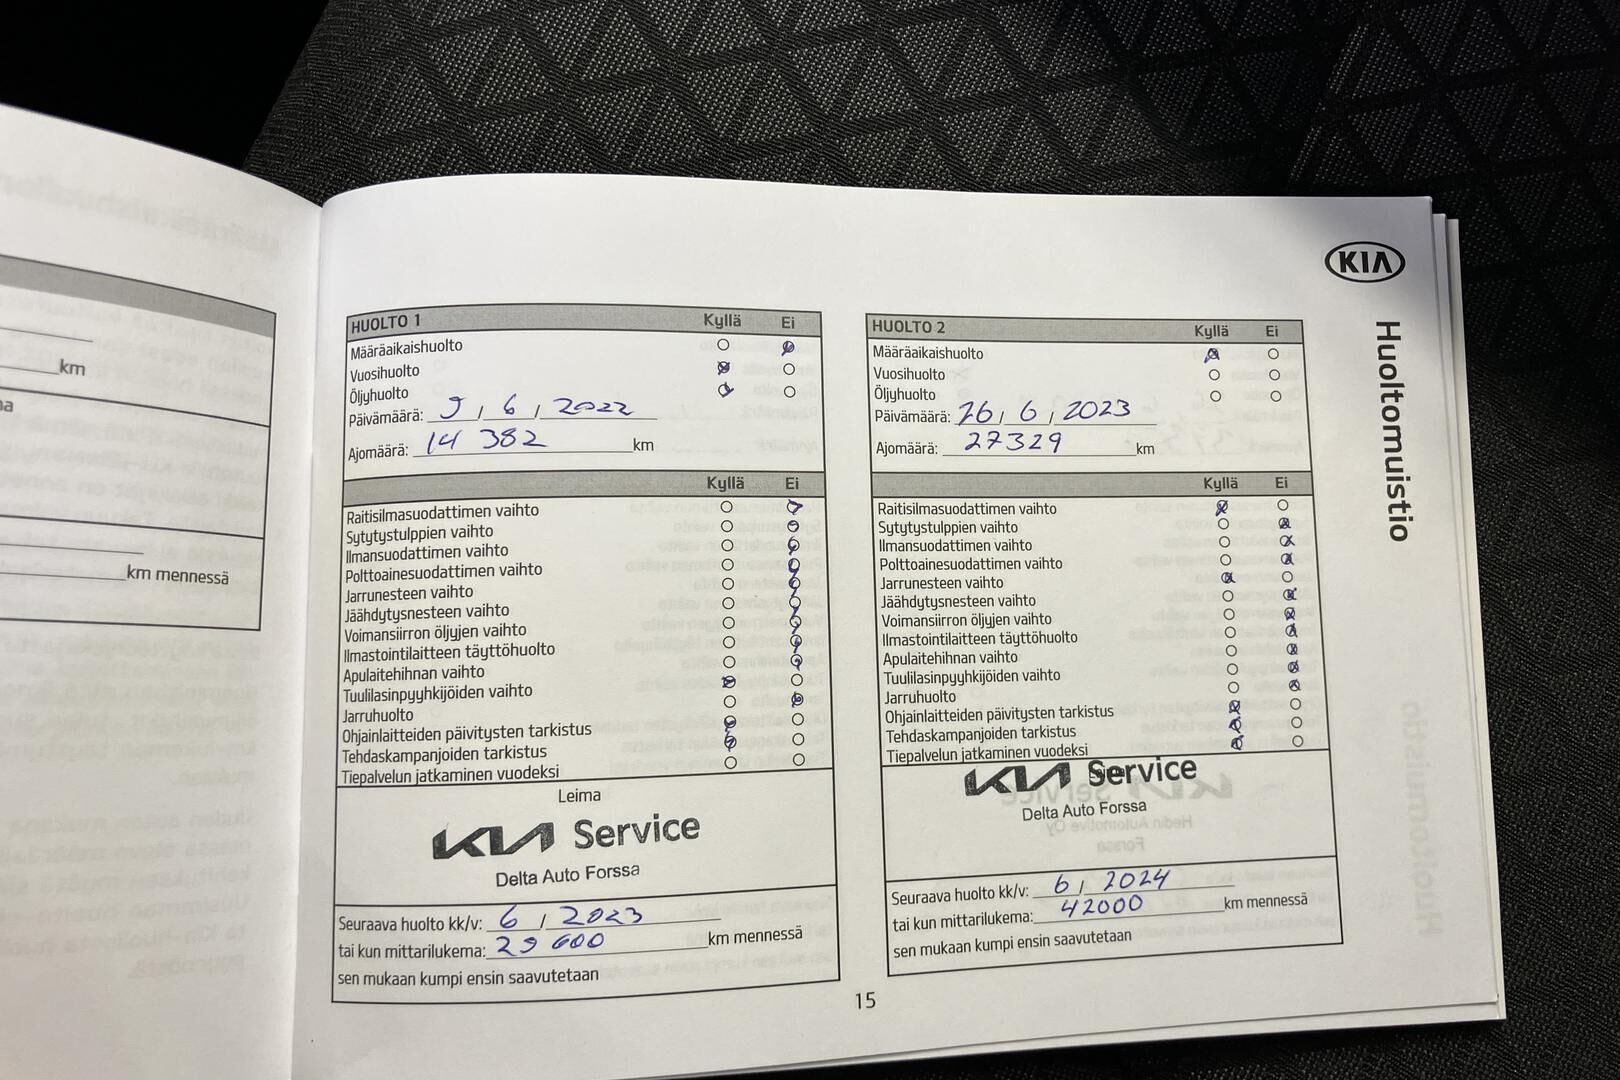 km
km mennessä
KIA
Huoltomuistio
HUOLTO 1 Kyllä Ei
Määräaikaishuolto
Vuosihuolto
Öljyhuolto
Päivämäärä: 9 / 6 / 2022
Ajomäärä: 14 382 km
Kyllä Ei
Raitisilmasuodattimen vaihto
Sytytystulppien vaihto
Ilmansuodattimen vaihto
Polttoainesuodattimen vaihto
Jarrunesteen vaihto
Jäähdytysnesteen vaihto
Voimansiirron öljyjen vaihto
Ilmastointilaitteen täyttöhuolto
Apulaitehihnan vaihto
Tuulilasinpyyhkijöiden vaihto
Jarruhuolto
Ohjainlaitteiden päivitysten tarkistus
Tehdaskampanjoiden tarkistus
Tiepalvelun jatkaminen vuodeksi
Leima
KIA Service
Delta Auto Forssa
Seuraava huolto kk/v: 6 / 2023
tai kun mittarilukema: 29 600 km mennessä
sen mukaan kumpi ensin saavutetaan
HUOLTO 2 Kyllä Ei
Määräaikaishuolto
Vuosihuolto
Öljyhuolto
Päivämäärä: 26 / 6 / 2023
Ajomäärä: 27329 km
Kyllä Ei
Raitisilmasuodattimen vaihto
Sytytystulppien vaihto
Ilmansuodattimen vaihto
Polttoainesuodattimen vaihto
Jarrunesteen vaihto
Jäähdytysnesteen vaihto
Voimansiirron öljyjen vaihto
Ilmastointilaitteen täyttöhuolto
Apulaitehihnan vaihto
Tuulilasinpyyhkijöiden vaihto
Jarruhuolto
Ohjainlaitteiden päivitysten tarkistus
Tehdaskampanjoiden tarkistus
Tiepalvelun jatkaminen vuodeksi
KIA Service
Delta Auto Forssa
Seuraava huolto kk/v: 6 / 2024
tai kun mittarilukema: 42000 km mennessä
sen mukaan kumpi ensin saavutetaan
15